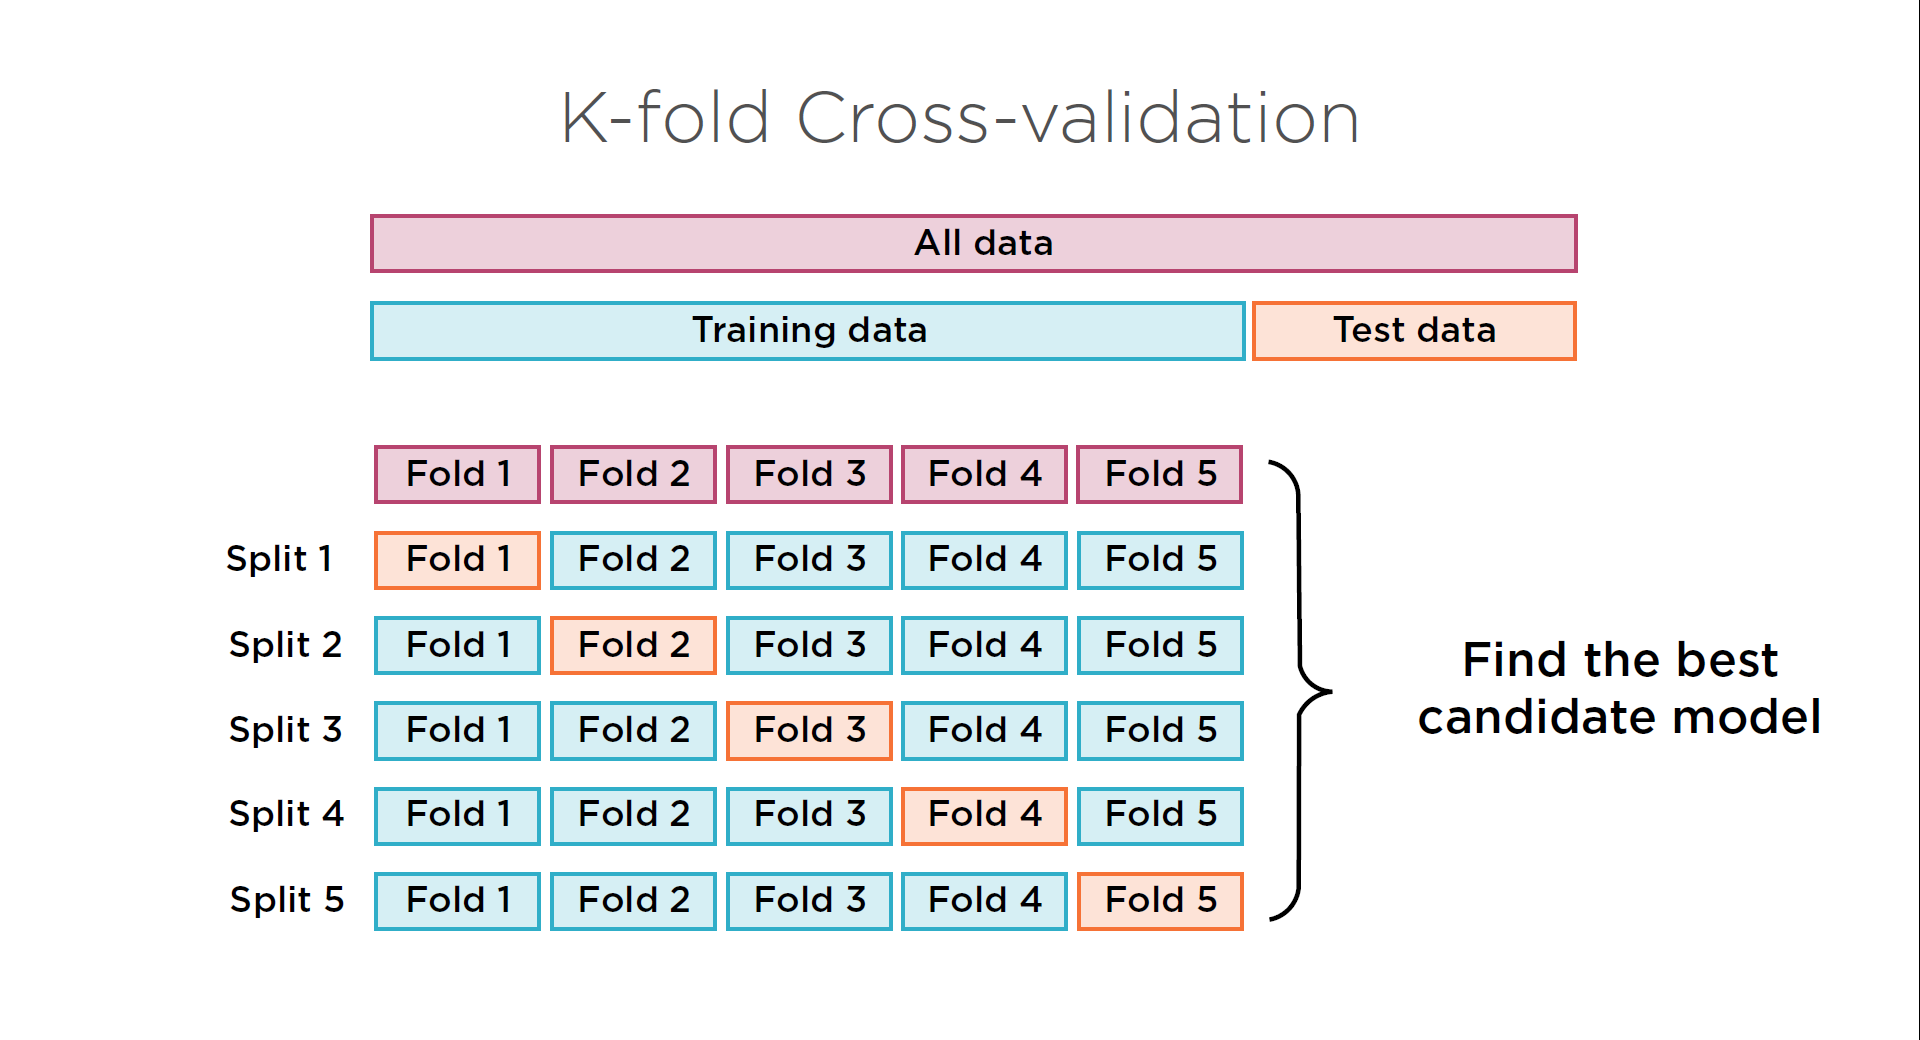 K-fold Cross-validation
All data
Training data Test data
Fold 1 Fold 2 Fold 3 Fold 4 Fold 5
Split 1 Fold 1 Fold 2 Fold 3 Fold 4 Fold 5
Split 2 Fold 1 Fold 2 Fold 3 Fold 4 Fold 5
Split 3 Fold 1 Fold 2 Fold 3 Fold 4 Fold 5
Split 4 Fold 1 Fold 2 Fold 3 Fold 4 Fold 5
Split 5 Fold 1 Fold 2 Fold 3 Fold 4 Fold 5
Find the best
candidate model